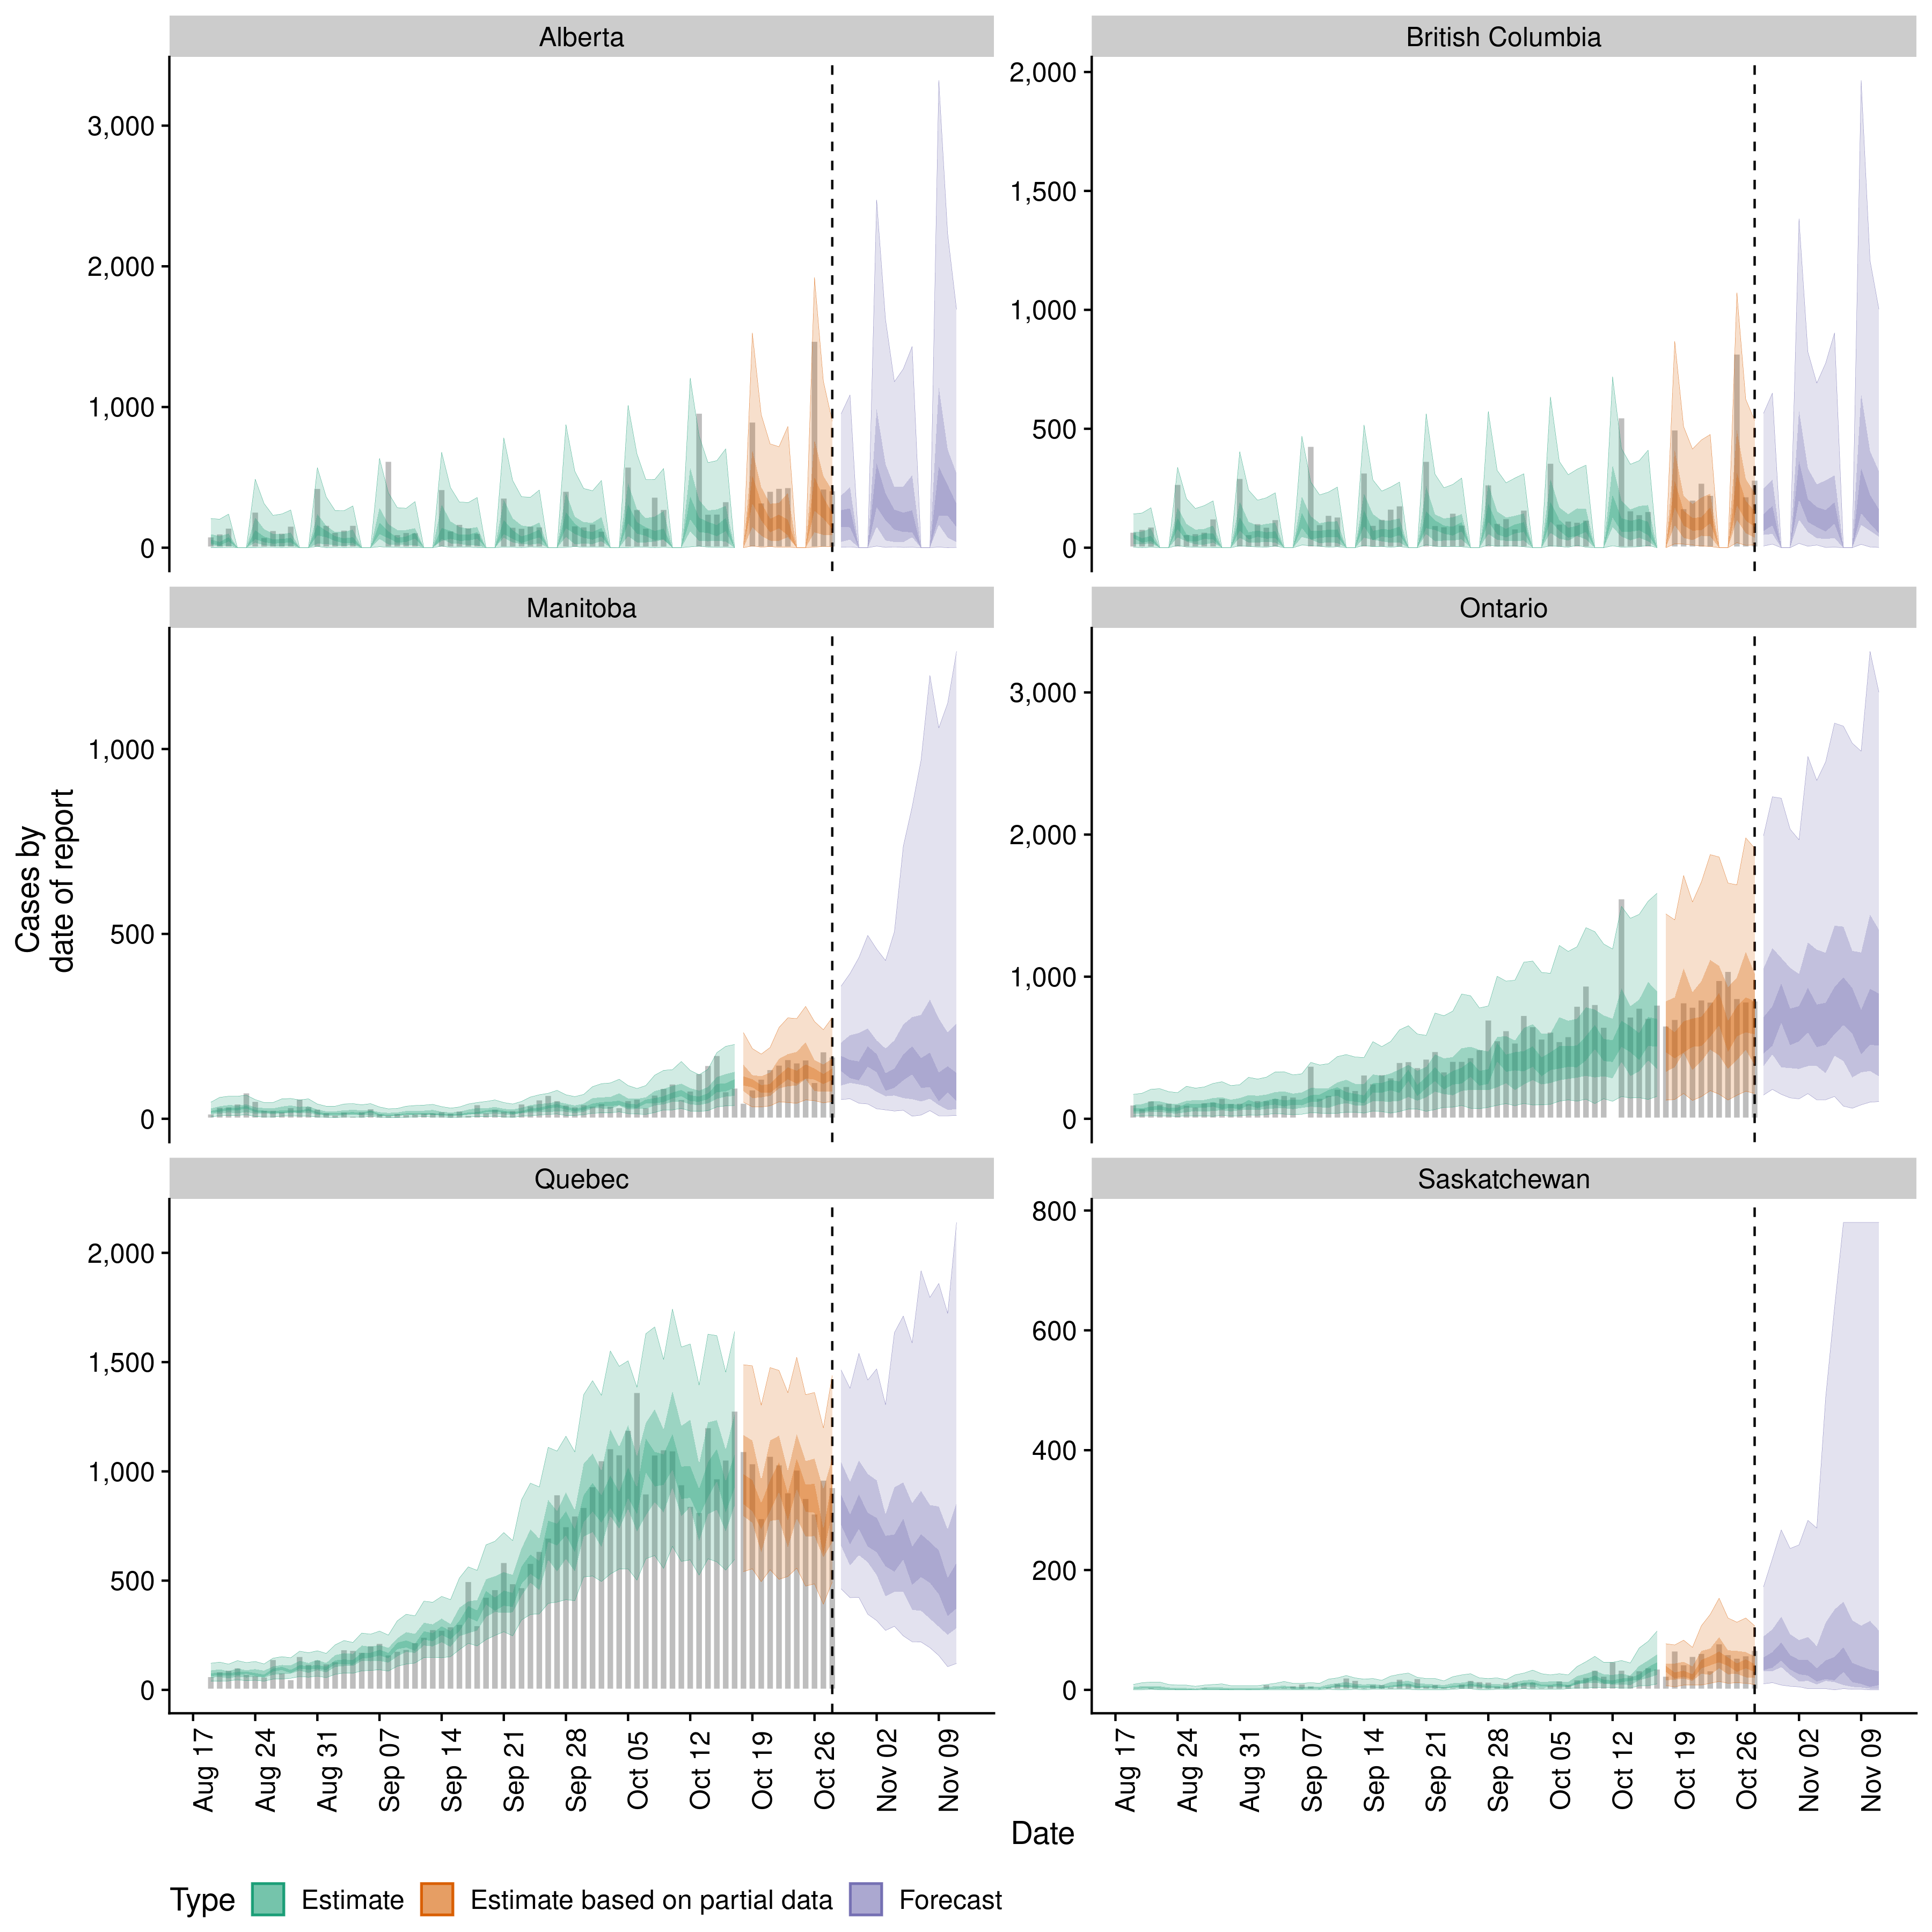 Alberta
British Columbia
3,000
2,000
1,000
0
2,000
1,500
1,000
500
0
Manitoba
Ontario
1,000
500
0
3,000
2,000
1,000
0
Cases by
date of report
Quebec
Saskatchewan
2,000
1,500
1,000
500
0
800
600
400
200
0
Aug 17
Aug 24
Aug 31
Sep 07
Sep 14
Sep 21
Sep 28
Oct 05
Oct 12
Oct 19
Oct 26
Nov 02
Nov 09
Aug 17
Aug 24
Aug 31
Sep 07
Sep 14
Sep 21
Sep 28
Oct 05
Oct 12
Oct 19
Oct 26
Nov 02
Nov 09
Date
Type Estimate Estimate based on partial data Forecast